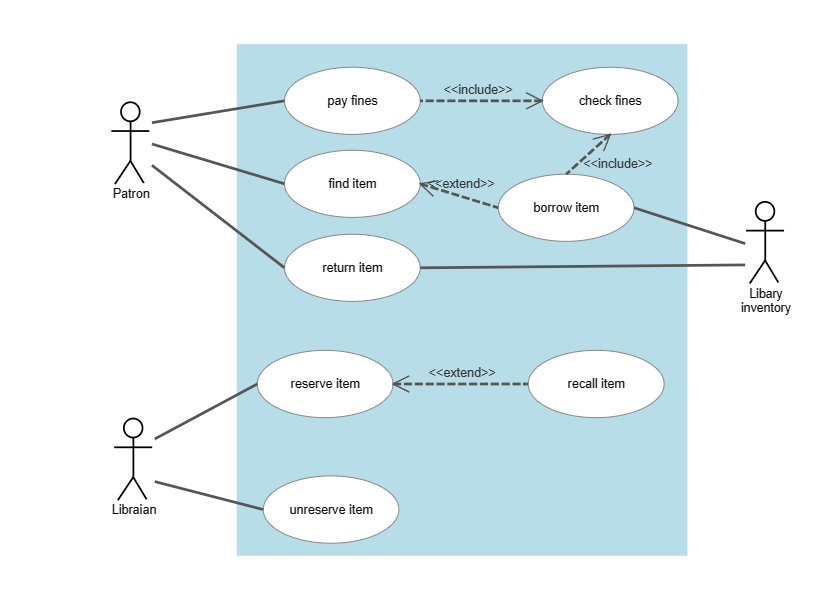 pay fines
<<include>>
check fines
<<include>>
find item
<<extend>>
borrow item
Patron
return item
Libary
inventory
reserve item
<<extend>>
recall item
Libraian
unreserve item